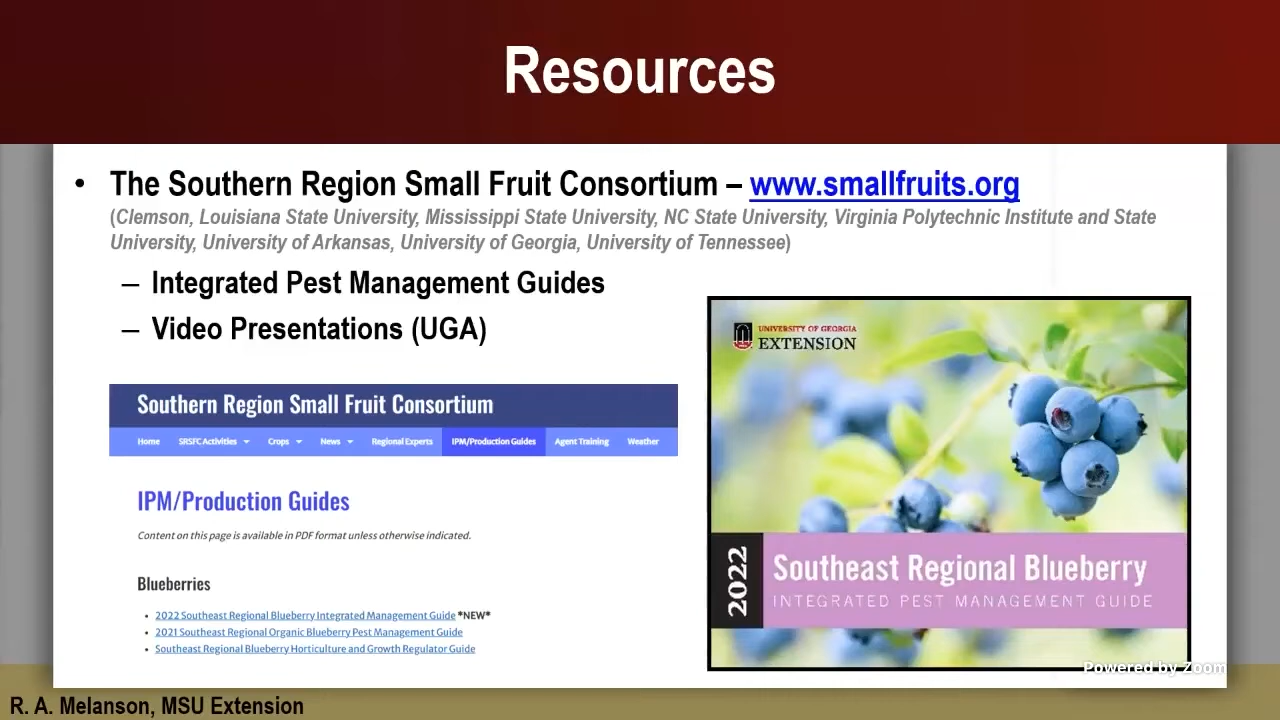 Resources
• The Southern Region Small Fruit Consortium – www.smallfruits.org
(Clemson, Louisiana State University, Mississippi State University, NC State University, Virginia Polytechnic Institute and State
University, University of Arkansas, University of Georgia, University of Tennessee)
– Integrated Pest Management Guides
– Video Presentations (UGA)
Southern Region Small Fruit Consortium
Home SRSFC Activities Crops News Regional Experts IPM/Production Guides Agent Training Weather
IPM/Production Guides
Content on this page is available in PDF format unless otherwise indicated.
Blueberries
• 2022 Southeast Regional Blueberry Integrated Management Guide *NEW*
• 2021 Southeast Regional Organic Blueberry Pest Management Guide
• Southeast Regional Blueberry Horticulture and Growth Regulator Guide
UNIVERSITY OF GEORGIA
EXTENSION
2022
Southeast Regional Blueberry
INTEGRATED PEST MANAGEMENT GUIDE
Powered by Zoom
R. A. Melanson, MSU Extension